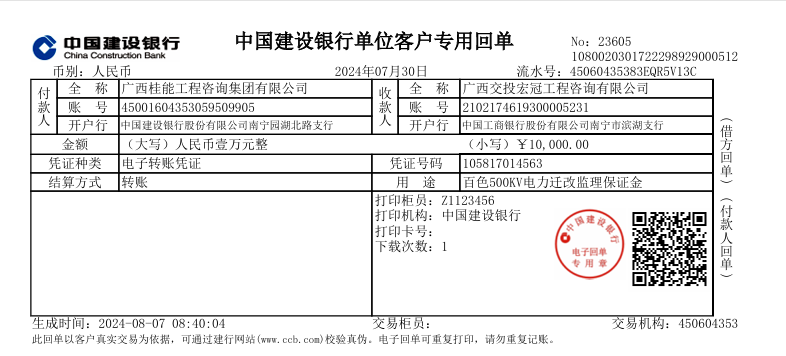 中国建设银行
China Construction Bank
中国建设银行单位客户专用回单
No: 23605
1080020301722298929000512
币别: 人民币 2024年07月30日 流水号: 45060435383EQR5V13C
付款人 全 称 广西桂能工程咨询集团有限公司 收款人 全 称 广西交投宏冠工程咨询有限公司
账 号 45001604353059509905 账 号 2102174619300005231
开户行 中国建设银行股份有限公司南宁园湖北路支行 开户行 中国工商银行股份有限公司南宁市滨湖支行
金额 (大写)人民币壹万元整 (小写)¥10,000.00
凭证种类 电子转账凭证 凭证号码 105817014563
结算方式 转账 用 途 百色500KV电力迁改监理保证金
打印柜员: Z1123456
打印机构: 中国建设银行
打印卡号:
下载次数: 1
中国建设银行
电子回单
专用章
(借方回单)(付款人回单)
生成时间: 2024-08-07 08:40:04 交易柜员: 交易机构: 450604353
此回单以客户真实交易为依据, 可通过建行网站(www.ccb.com)校验真伪。电子回单可重复打印, 请勿重复记账。